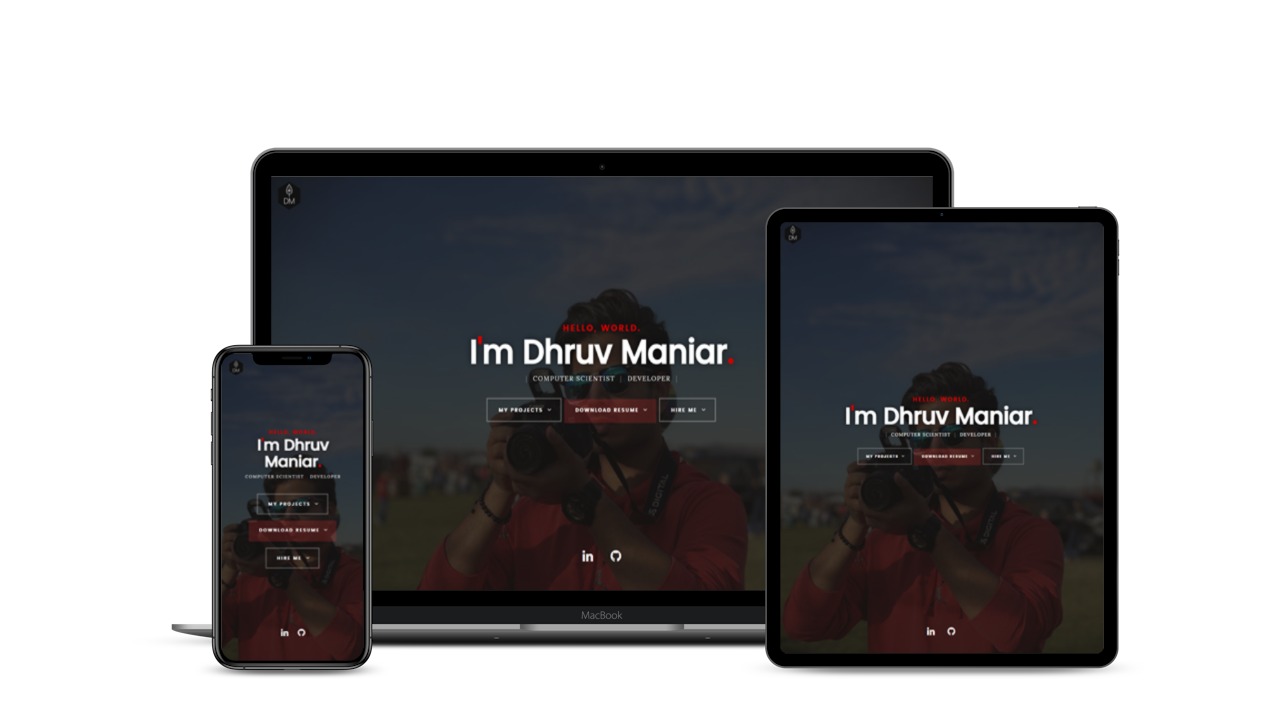 DM
HELLO, WORLD.
I'm Dhruv Maniar.
COMPUTER SCIENTIST | DEVELOPER |
MY PROJECTS
DOWNLOAD RESUME
HIRE ME
in
MacBook
DM
HELLO, WORLD.
I'm Dhruv
Maniar.
COMPUTER SCIENTIST DEVELOPER
MY PROJECTS
DOWNLOAD RESUME
HIRE ME
in
DM
HELLO, WORLD.
I'm Dhruv Maniar.
COMPUTER SCIENTIST | DEVELOPER |
MY PROJECTS
DOWNLOAD RESUME
HIRE ME
in